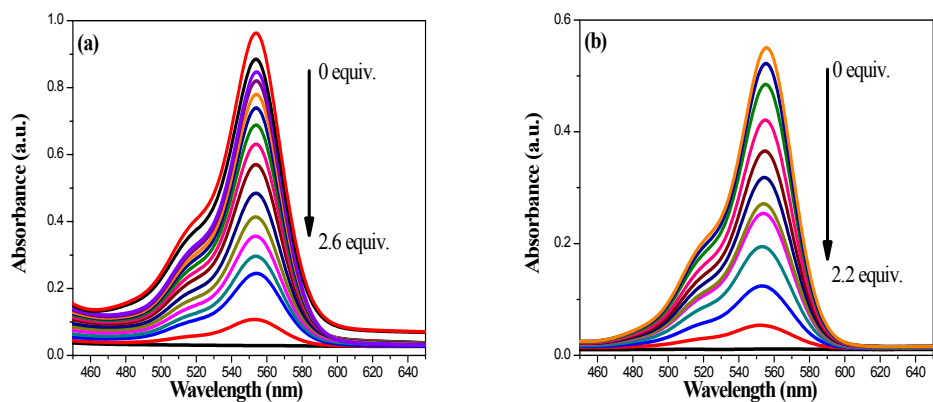 (a)
0 equiv.
2.6 equiv.
Absorbance (a.u.)
1.0
0.8
0.6
0.4
0.2
0.0
460 480 500 520 540 560 580 600 620 640
Wavelength (nm)
(b)
0 equiv.
2.2 equiv.
Absorbance (a.u.)
0.6
0.4
0.2
0.0
460 480 500 520 540 560 580 600 620 640
Wavelength (nm)